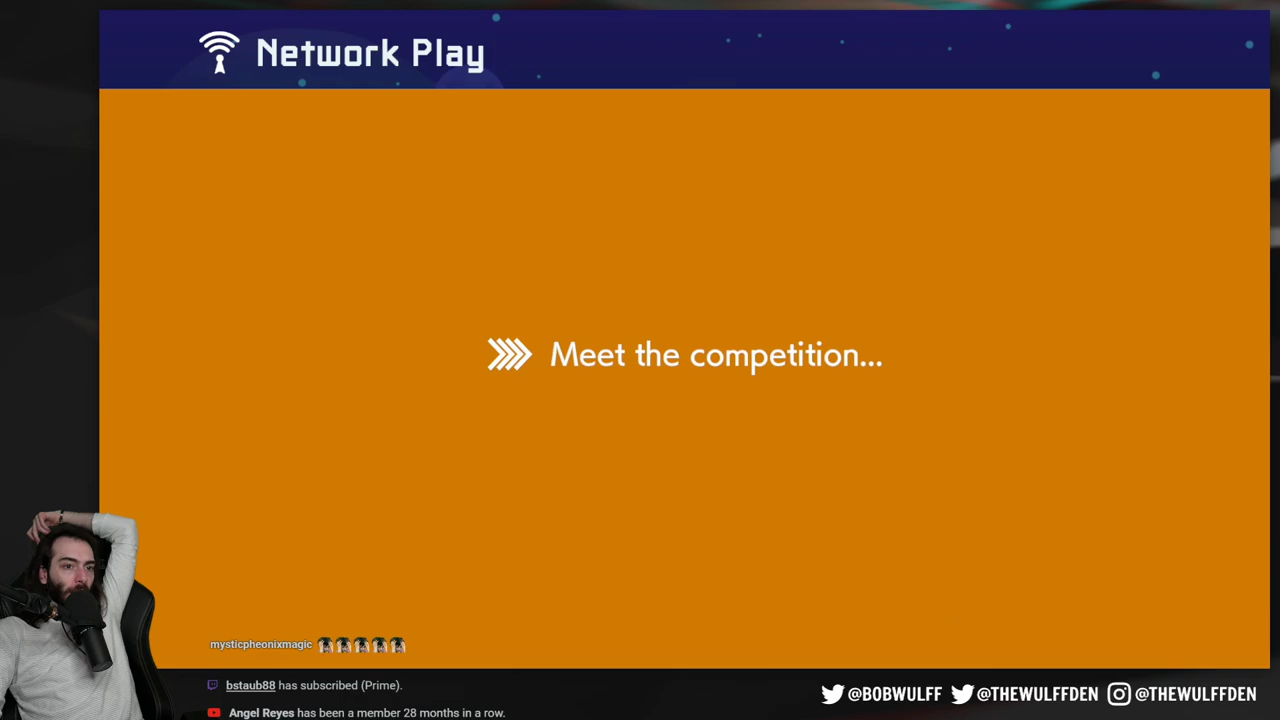 Network Play
Meet the competition...
mysticpheonixmagic
bstaub88 has subscribed (Prime).
Angel Reyes has been a member 28 months in a row.
@BOBWULFF @THEWULFFDEN @THEWULFFDEN